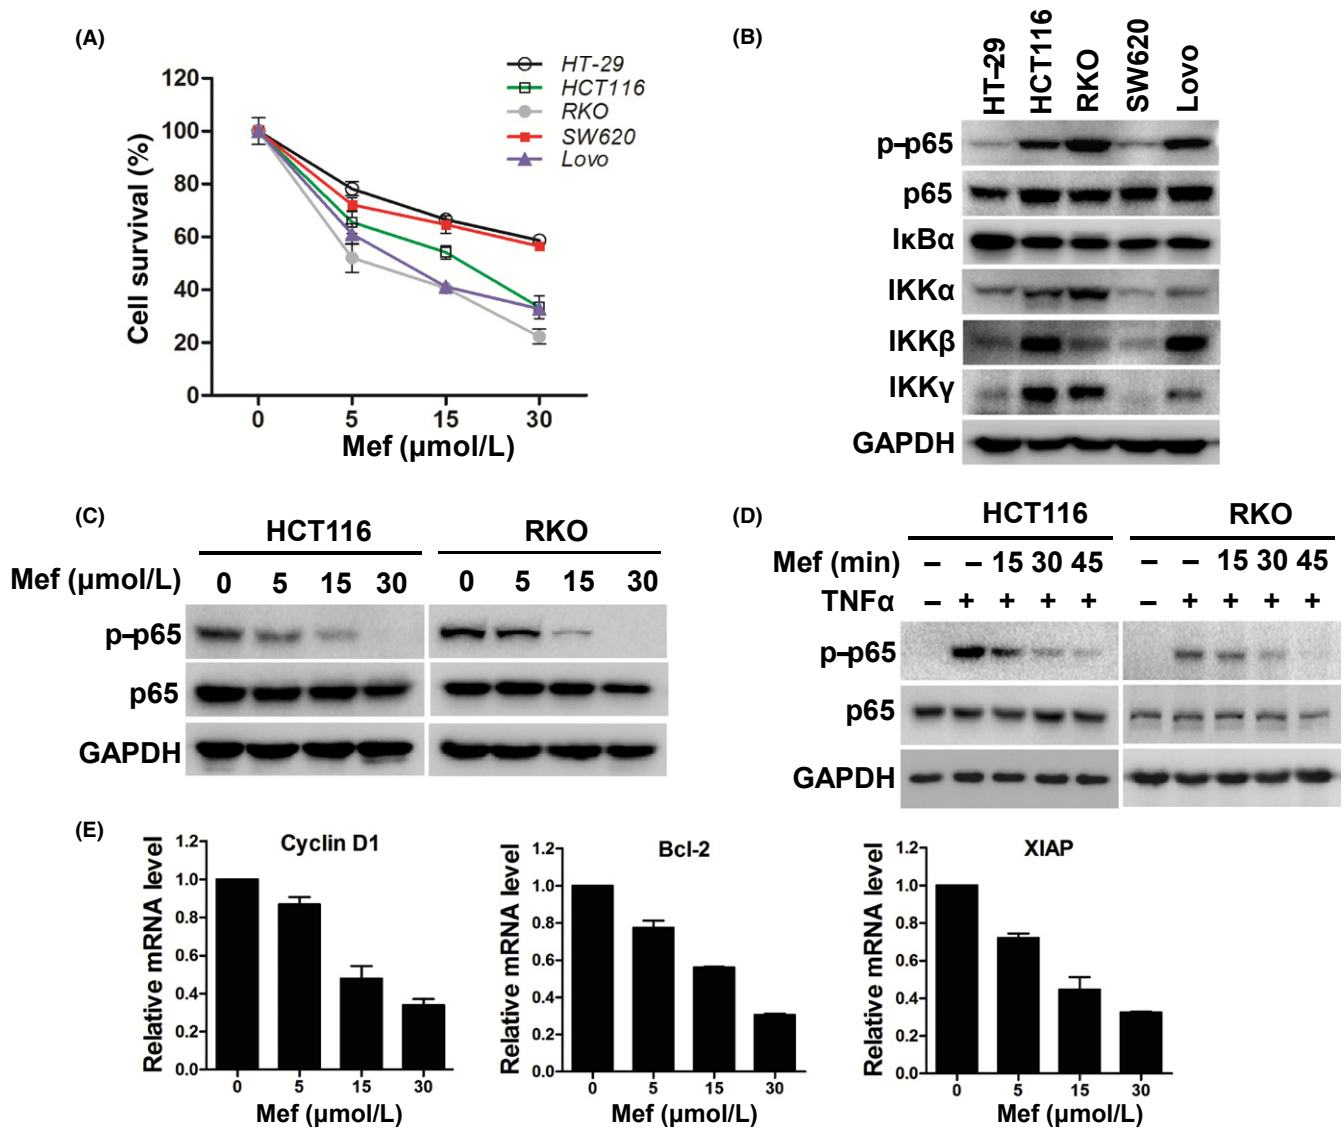 (A)
HT-29
HCT116
RKO
SW620
Lovo
120
100
80
60
40
20
0
Cell survival (%)
0 5 15 30
Mef (µmol/L)
(B)
HT-29 HCT116 RKO SW620 Lovo
p-p65
p65
IκBα
IKKα
IKKβ
IKKγ
GAPDH
(C)
HCT116 RKO
Mef (µmol/L) 0 5 15 30 0 5 15 30
p-p65
p65
GAPDH
(D)
HCT116 RKO
Mef (min) – – 15 30 45 – – 15 30 45
TNFα – + + + + – + + + +
p-p65
p65
GAPDH
(E)
Cyclin D1
Relative mRNA level
1.2
1.0
0.8
0.6
0.4
0.2
0.0
0 5 15 30
Mef (µmol/L)
Bcl-2
Relative mRNA level
1.2
1.0
0.8
0.6
0.4
0.2
0.0
0 5 15 30
Mef (µmol/L)
XIAP
Relative mRNA level
1.2
1.0
0.8
0.6
0.4
0.2
0.0
0 5 15 30
Mef (µmol/L)